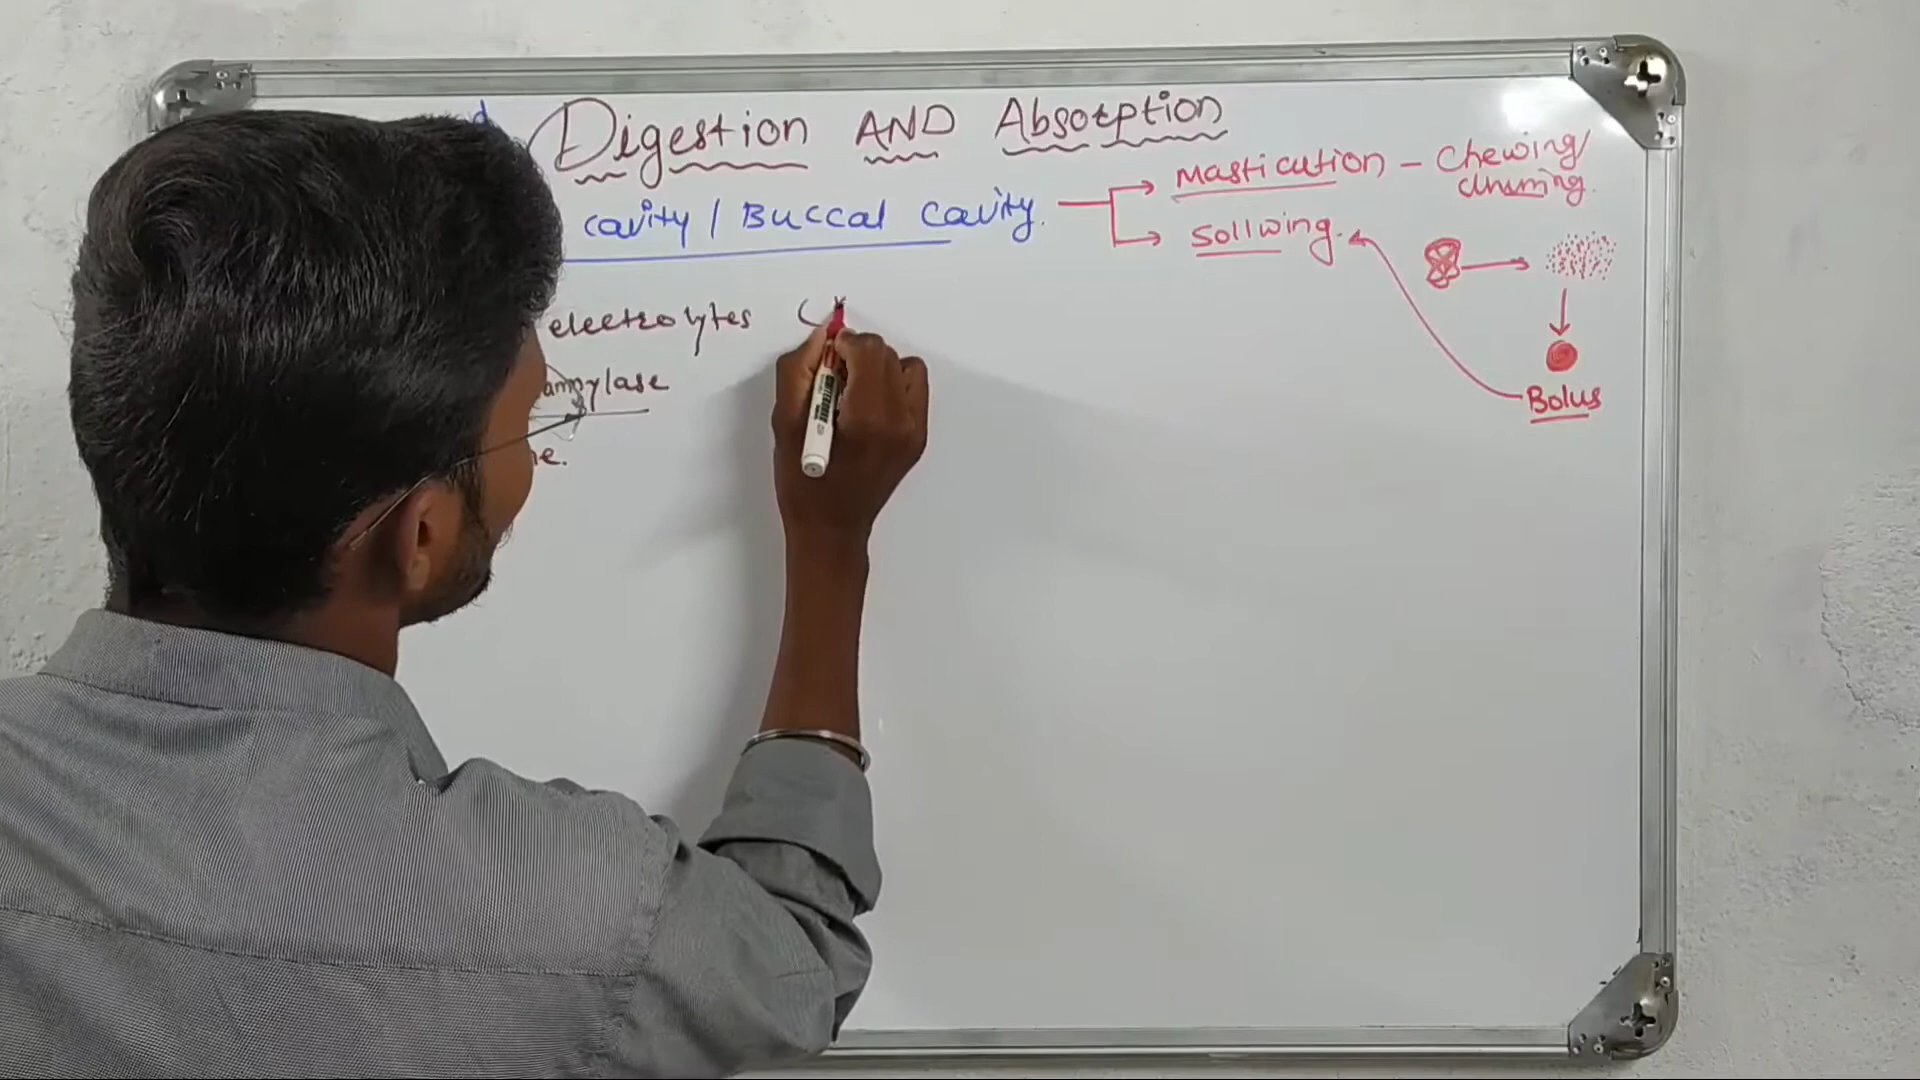 Digestion AND Absorption
cavity / Buccal cavity.
Mastication - Chewing/
churning.
Sollwing.
electrolytes (
amylase
Bolus